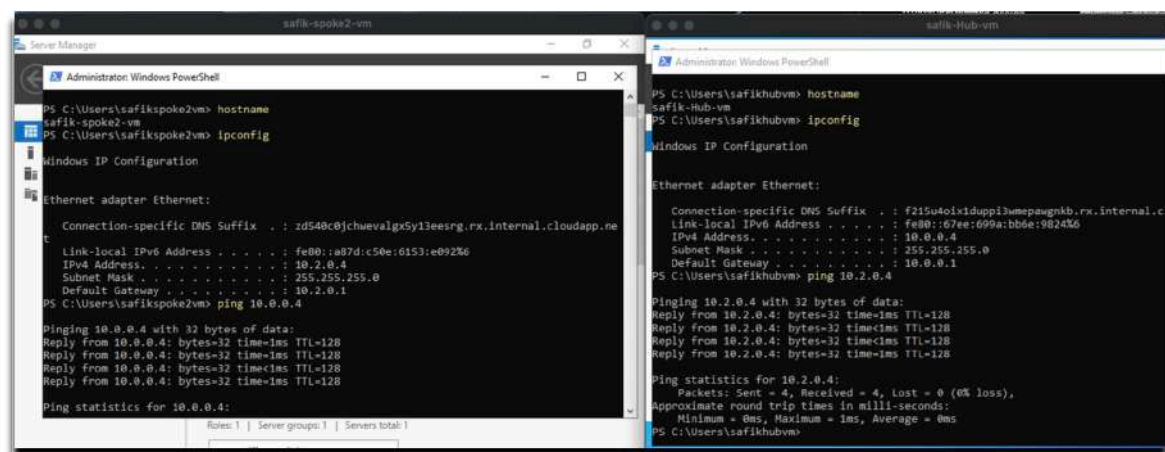 safik-spoke2-vm
Server Manager
Administrator: Windows PowerShell
PS C:\Users\safikspoke2vm> hostname
safik-spoke2-vm
PS C:\Users\safikspoke2vm> ipconfig
Windows IP Configuration
Ethernet adapter Ethernet:
Connection-specific DNS Suffix . : zd540c0jchwevalgx5y13eesrg.rx.internal.cloudapp.ne
t
Link-local IPv6 Address . . . . . : fe80::a87d:c50e:6153:e092%6
IPv4 Address. . . . . . . . . . . : 10.2.0.4
Subnet Mask . . . . . . . . . . . : 255.255.255.0
Default Gateway . . . . . . . . . : 10.2.0.1
PS C:\Users\safikspoke2vm> ping 10.0.0.4
Pinging 10.0.0.4 with 32 bytes of data:
Reply from 10.0.0.4: bytes=32 time=1ms TTL=128
Reply from 10.0.0.4: bytes=32 time=1ms TTL=128
Reply from 10.0.0.4: bytes=32 time<1ms TTL=128
Reply from 10.0.0.4: bytes=32 time=1ms TTL=128
Ping statistics for 10.0.0.4:
Roles: 1 | Server groups: 1 | Servers total: 1
safik-Hub-vm
Administrator: Windows PowerShell
PS C:\Users\safikhubvm> hostname
safik-Hub-vm
PS C:\Users\safikhubvm> ipconfig
Windows IP Configuration
Ethernet adapter Ethernet:
Connection-specific DNS Suffix . : f215u4oix1duppi3wmepawgnkb.rx.internal.c
Link-local IPv6 Address . . . . . : fe80::67ee:699a:bb6e:9824%6
IPv4 Address. . . . . . . . . . . : 10.0.0.4
Subnet Mask . . . . . . . . . . . : 255.255.255.0
Default Gateway . . . . . . . . . : 10.0.0.1
PS C:\Users\safikhubvm> ping 10.2.0.4
Pinging 10.2.0.4 with 32 bytes of data:
Reply from 10.2.0.4: bytes=32 time=1ms TTL=128
Reply from 10.2.0.4: bytes=32 time<1ms TTL=128
Reply from 10.2.0.4: bytes=32 time<1ms TTL=128
Reply from 10.2.0.4: bytes=32 time=1ms TTL=128
Ping statistics for 10.2.0.4:
Packets: Sent = 4, Received = 4, Lost = 0 (0% loss),
Approximate round trip times in milli-seconds:
Minimum = 0ms, Maximum = 1ms, Average = 0ms
PS C:\Users\safikhubvm>